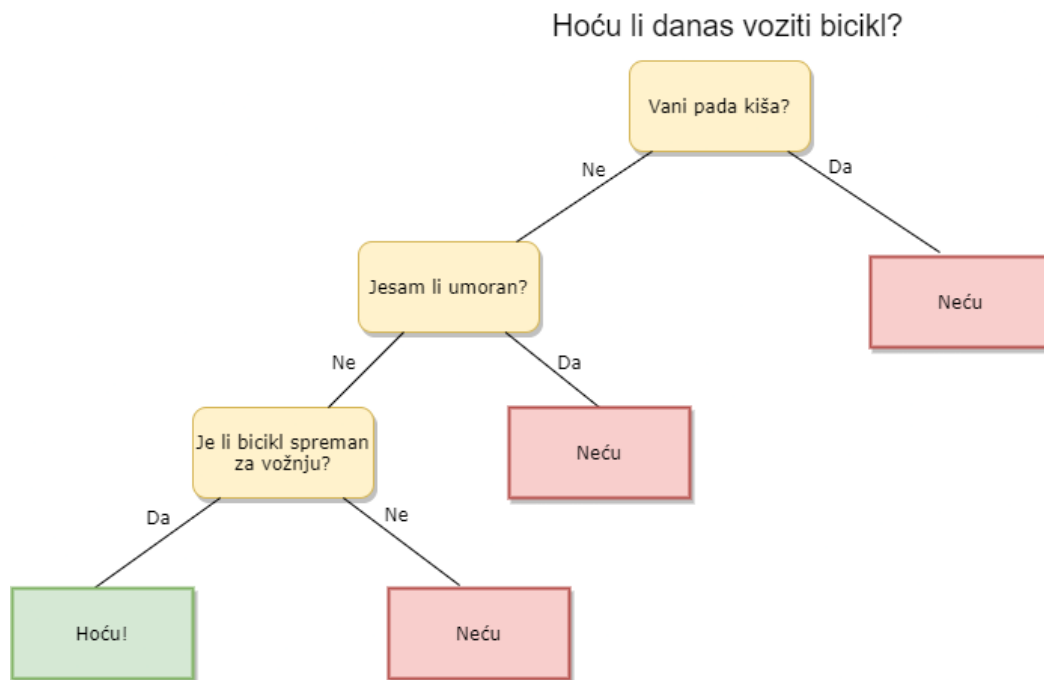 Hoću li danas voziti bicikl?
Vani pada kiša?
Ne
Da
Jesam li umoran?
Neću
Ne
Da
Je li bicikl spreman
za vožnju?
Neću
Da
Ne
Hoću!
Neću